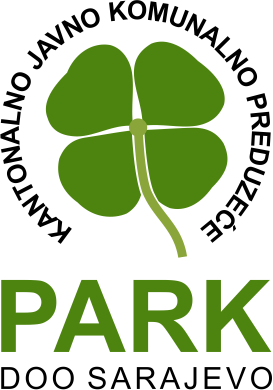 KANTONALNO JAVNO KOMUNALNO PREDUZEĆE
PARK
DOO SARAJEVO